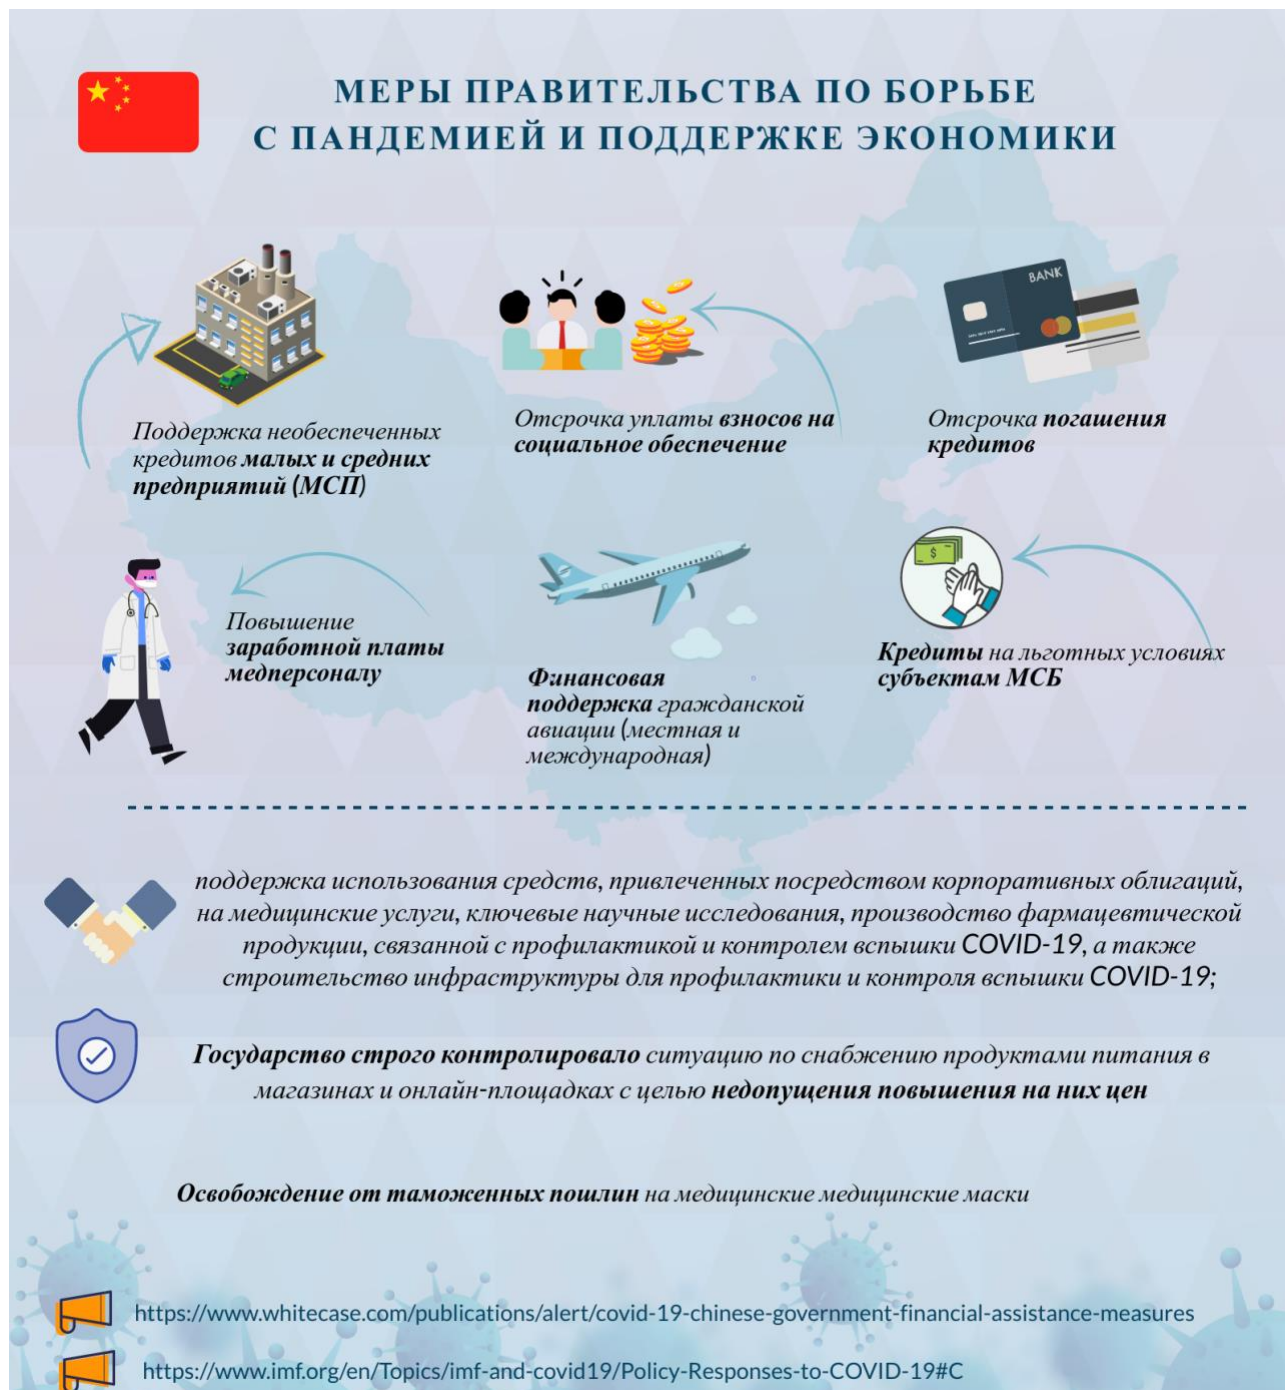 МЕРЫ ПРАВИТЕЛЬСТВА ПО БОРЬБЕ
С ПАНДЕМИЕЙ И ПОДДЕРЖКЕ ЭКОНОМИКИ
BANK
Поддержка необеспеченных
кредитов малых и средних
предприятий (МСП)
Отсрочка уплаты взносов на
социальное обеспечение
Отсрочка погашения
кредитов
Повышение
заработной платы
медперсоналу
Финансовая
поддержка гражданской
авиации (местная и
международная)
$
Кредиты на льготных условиях
субъектам МСБ
поддержка использования средств, привлеченных посредством корпоративных облигаций,
на медицинские услуги, ключевые научные исследования, производство фармацевтической
продукции, связанной с профилактикой и контролем вспышки COVID-19, а также
строительство инфраструктуры для профилактики и контроля вспышки COVID-19;
Государство строго контролировало ситуацию по снабжению продуктами питания в
магазинах и онлайн-площадках с целью недопущения повышения на них цен
Освобождение от таможенных пошлин на медицинские медицинские маски
https://www.whitecase.com/publications/alert/covid-19-chinese-government-financial-assistance-measures
https://www.imf.org/en/Topics/imf-and-covid19/Policy-Responses-to-COVID-19#C